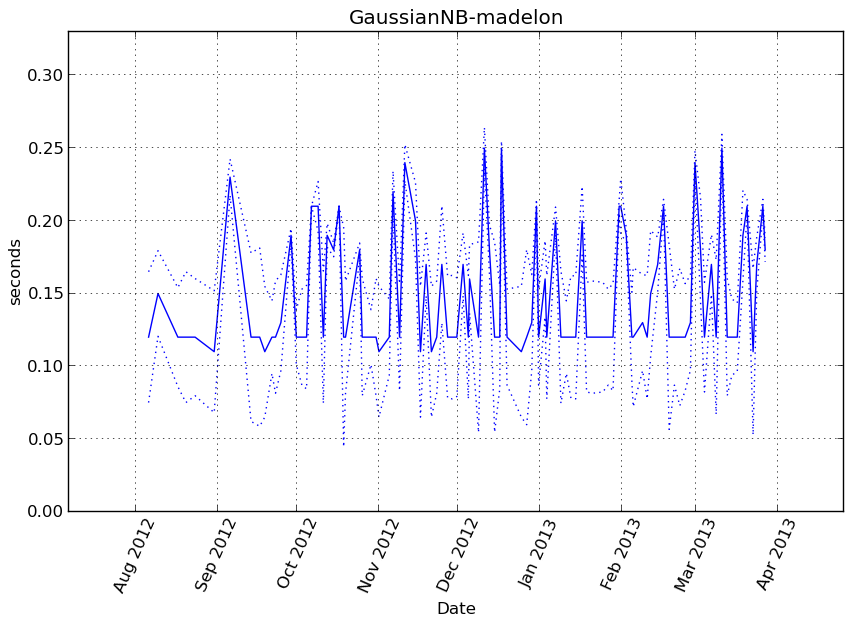 GaussianNB-madelon
seconds
0.30
0.25
0.20
0.15
0.10
0.05
0.00
Aug 2012
Sep 2012
Oct 2012
Nov 2012
Dec 2012
Jan 2013
Feb 2013
Mar 2013
Apr 2013
Date